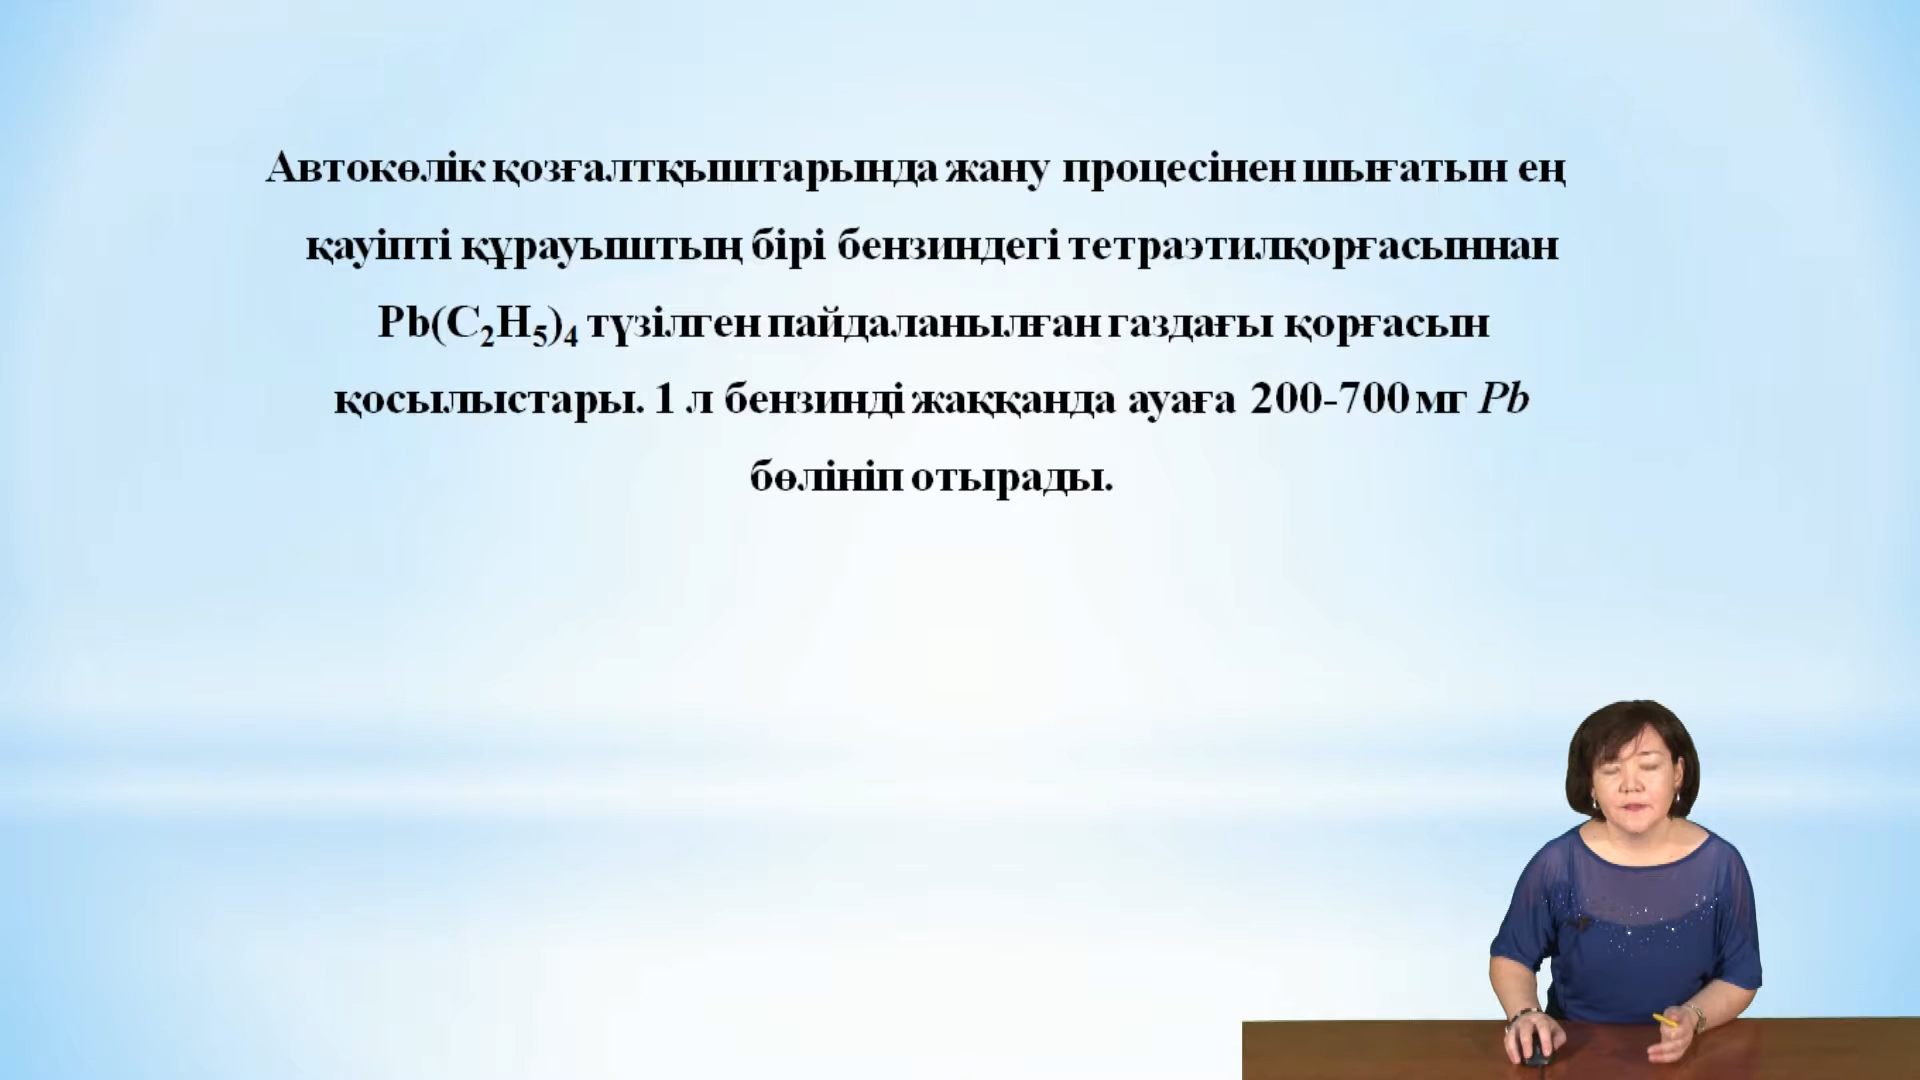 Автокөлік қозғалтқыштарында жану процесінен шығатын ең
қауіпті құрауыштың бірі бензиндегі тетраэтилқорғасыннан
Pb(C₂H₅)₄ түзілген пайдаланылған газдағы қорғасын
қосылыстары. 1 л бензинді жаққанда ауаға 200-700 мг Pb
бөлініп отырады.